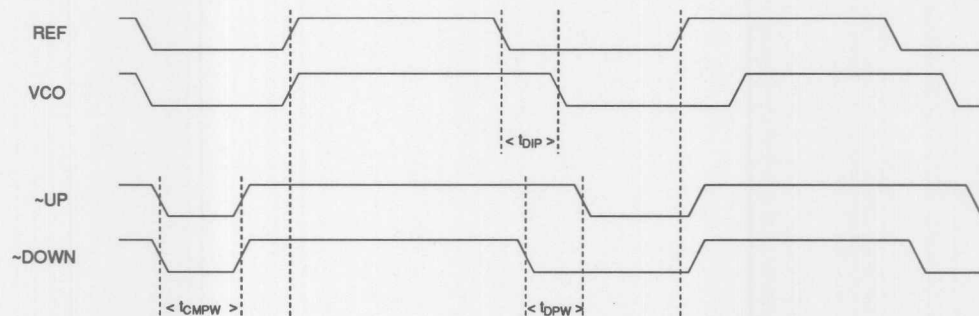 REF
VCO
< tDIP >
~UP
~DOWN
< tCMPW >
< tDPW >